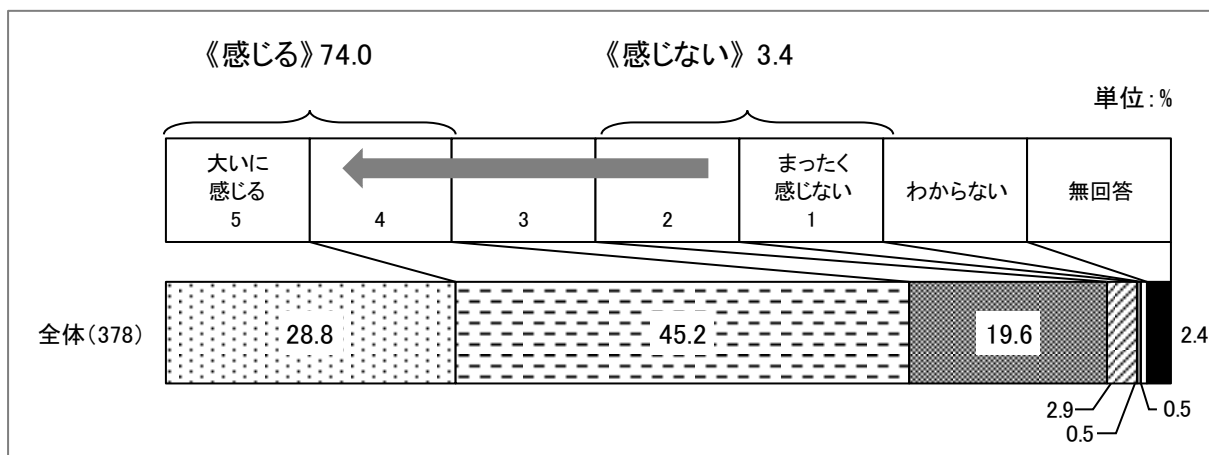 《感じる》74.0
《感じない》 3.4
単位:%
大いに
感じる
5
4
3
2
まったく
感じない
1
わからない
無回答
全体(378)
28.8
45.2
19.6
2.9
0.5
0.5
2.4